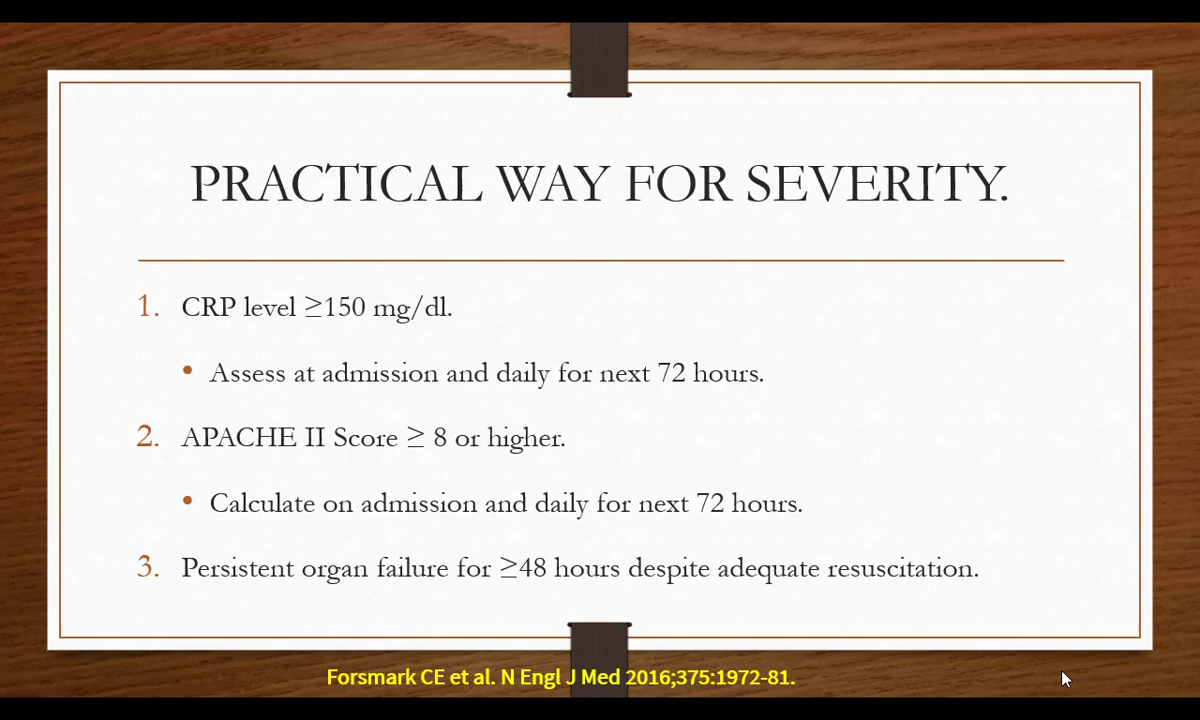 PRACTICAL WAY FOR SEVERITY.
1. CRP level ≥150 mg/dl.
• Assess at admission and daily for next 72 hours.
2. APACHE II Score ≥ 8 or higher.
• Calculate on admission and daily for next 72 hours.
3. Persistent organ failure for ≥48 hours despite adequate resuscitation.
Forsmark CE et al. N Engl J Med 2016;375:1972-81.